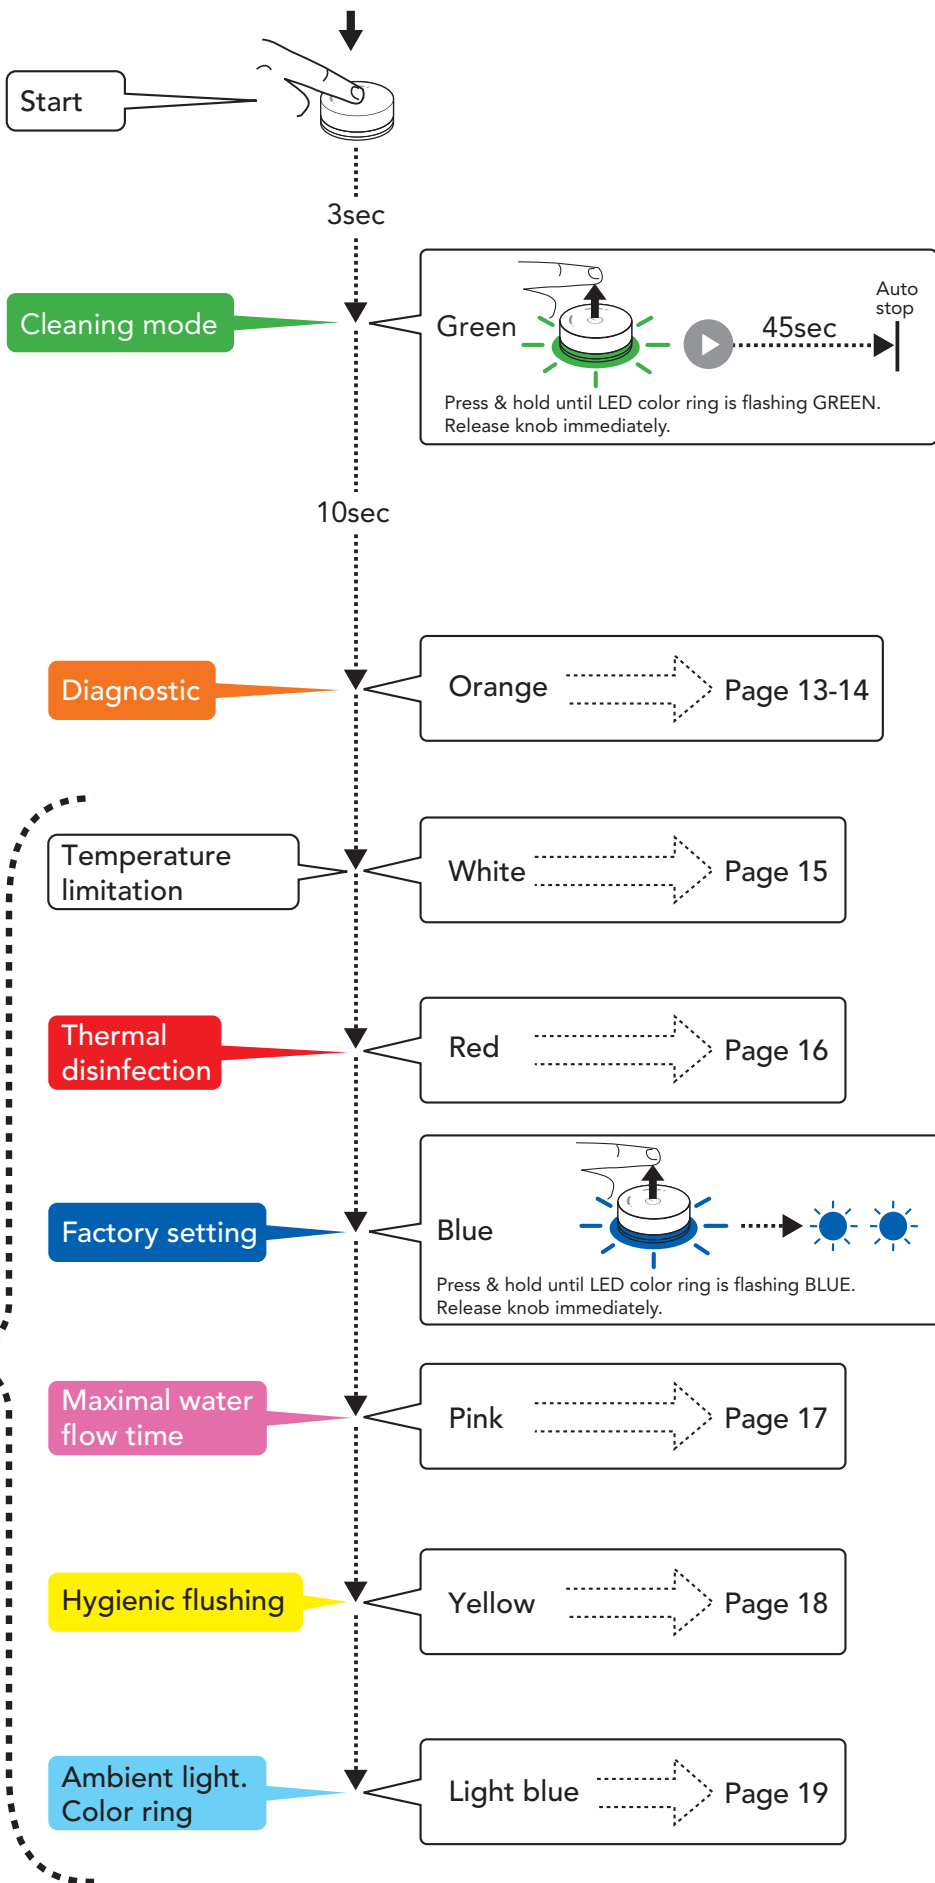 Start
3sec
Cleaning mode
Green
45sec
Auto
stop
Press & hold until LED color ring is flashing GREEN.
Release knob immediately.
10sec
Diagnostic
Orange
Page 13-14
Temperature
limitation
White
Page 15
Thermal
disinfection
Red
Page 16
Factory setting
Blue
Press & hold until LED color ring is flashing BLUE.
Release knob immediately.
Maximal water
flow time
Pink
Page 17
Hygienic flushing
Yellow
Page 18
Ambient light.
Color ring
Light blue
Page 19